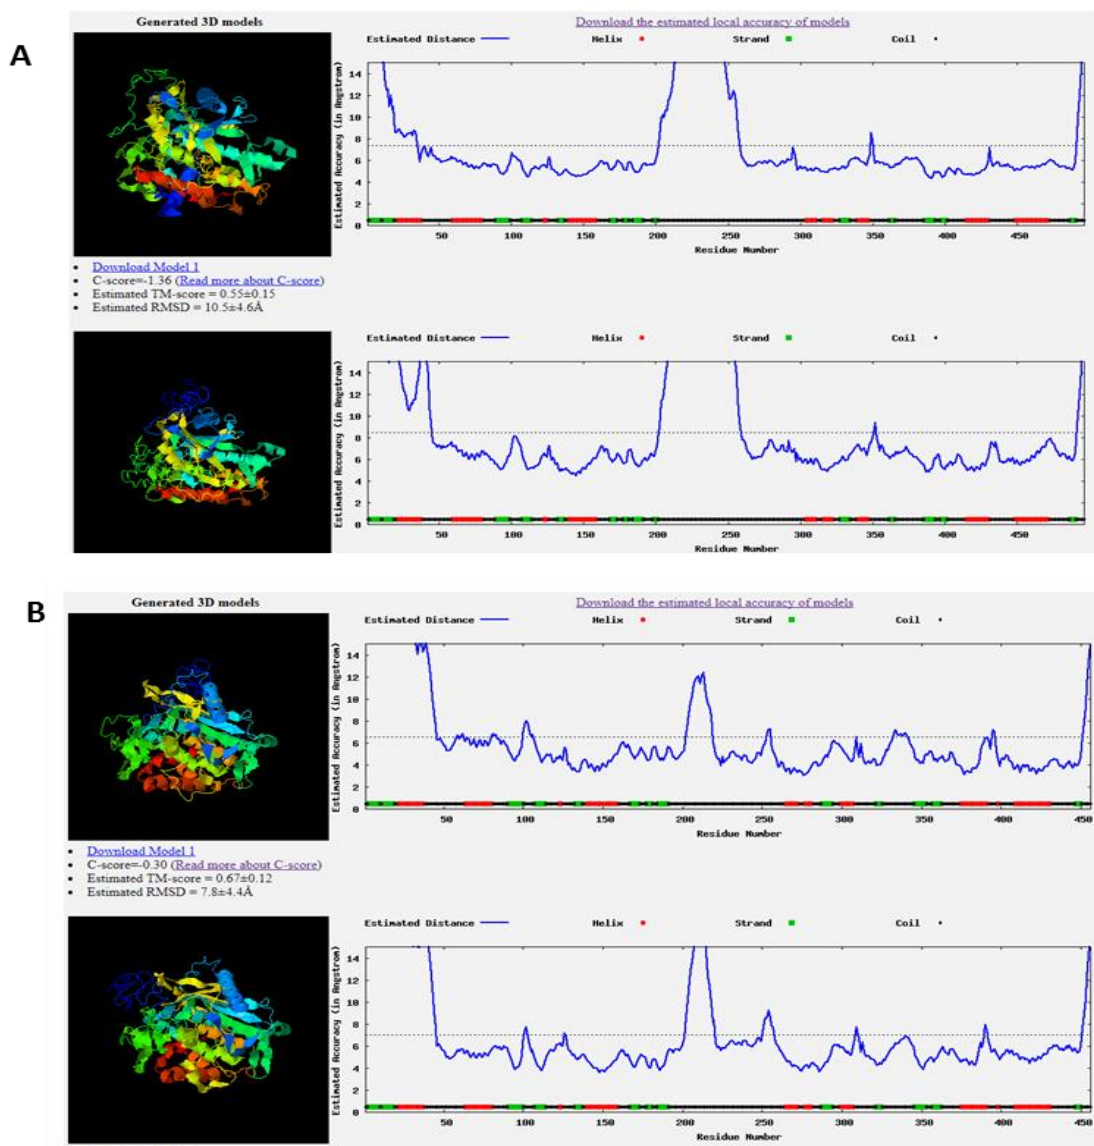 A
Generated 3D models
Download the estimated local accuracy of models
Estimated Distance Helix Strand Coil
Estimated Accuracy (in Angstrom)
14
12
10
8
6
4
2
0
50 100 150 200 250 300 350 400 450
Residue Number
• Download Model 1
• C-score=-1.36 (Read more about C-score)
• Estimated TM-score = 0.55±0.15
• Estimated RMSD = 10.5±4.6Å
Estimated Distance Helix Strand Coil
Estimated Accuracy (in Angstrom)
14
12
10
8
6
4
2
0
50 100 150 200 250 300 350 400 450
Residue Number
B
Generated 3D models
Download the estimated local accuracy of models
Estimated Distance Helix Strand Coil
Estimated Accuracy (in Angstrom)
14
12
10
8
6
4
2
0
50 100 150 200 250 300 350 400 450
Residue Number
• Download Model 1
• C-score=-0.30 (Read more about C-score)
• Estimated TM-score = 0.67±0.12
• Estimated RMSD = 7.8±4.4Å
Estimated Distance Helix Strand Coil
Estimated Accuracy (in Angstrom)
14
12
10
8
6
4
2
0
50 100 150 200 250 300 350 400 450
Residue Number